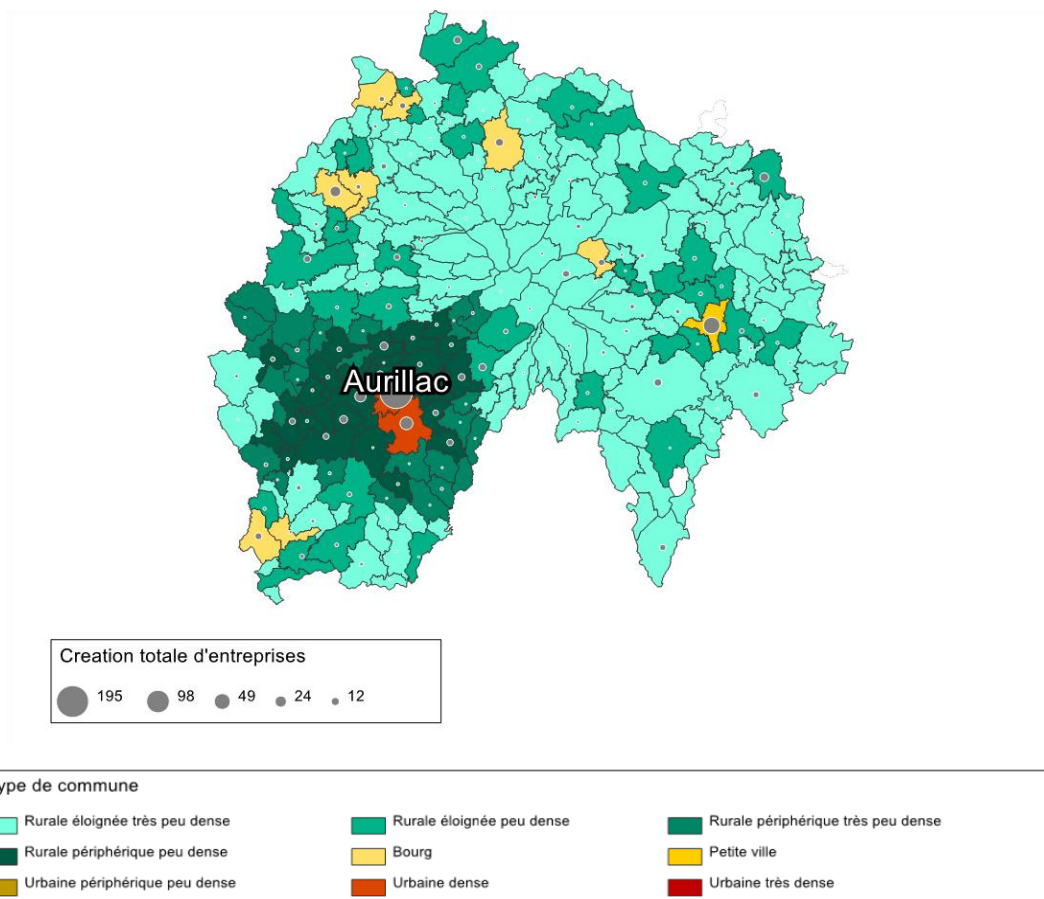 Aurillac
Creation totale d'entreprises
195 98 49 24 12
ype de commune
Rurale éloignée très peu dense Rurale éloignée peu dense Rurale périphérique très peu dense
Rurale périphérique peu dense Bourg Petite ville
Urbaine périphérique peu dense Urbaine dense Urbaine très dense